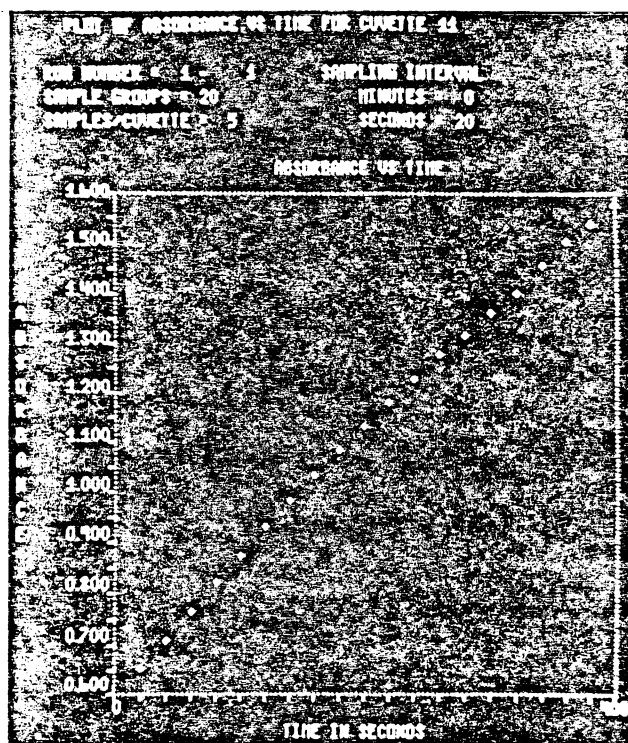 PLOT OF ABSORBANCE VS TIME FOR CUVETTE 11
RUN NUMBER = 1 - 1 SAMPLING INTERVAL
SAMPLE GROUPS = 20 MINUTES = 0
SAMPLES/CUVETTE = 5 SECONDS = 20
ABSORBANCE VS TIME
1.600
1.500
1.400
1.300
1.200
1.100
1.000
0.900
0.800
0.700
0.600
ABSORBANCE
0
TIME IN SECONDS